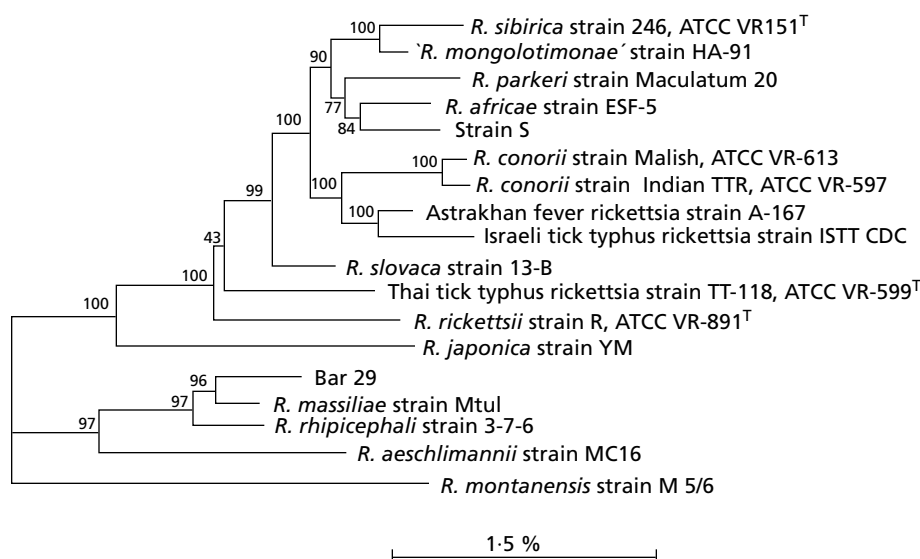 100
R. sibirica strain 246, ATCC VR151T
`R. mongolotimonae´ strain HA-91
90
R. parkeri strain Maculatum 20
77
R. africae strain ESF-5
100
84
Strain S
100
R. conorii strain Malish, ATCC VR-613
99
100
R. conorii strain Indian TTR, ATCC VR-597
100
Astrakhan fever rickettsia strain A-167
43
Israeli tick typhus rickettsia strain ISTT CDC
100
R. slovaca strain 13-B
Thai tick typhus rickettsia strain TT-118, ATCC VR-599T
100
R. rickettsii strain R, ATCC VR-891T
R. japonica strain YM
96
Bar 29
97
R. massiliae strain Mtul
97
R. rhipicephali strain 3-7-6
R. aeschlimannii strain MC16
R. montanensis strain M 5/6
1·5 %